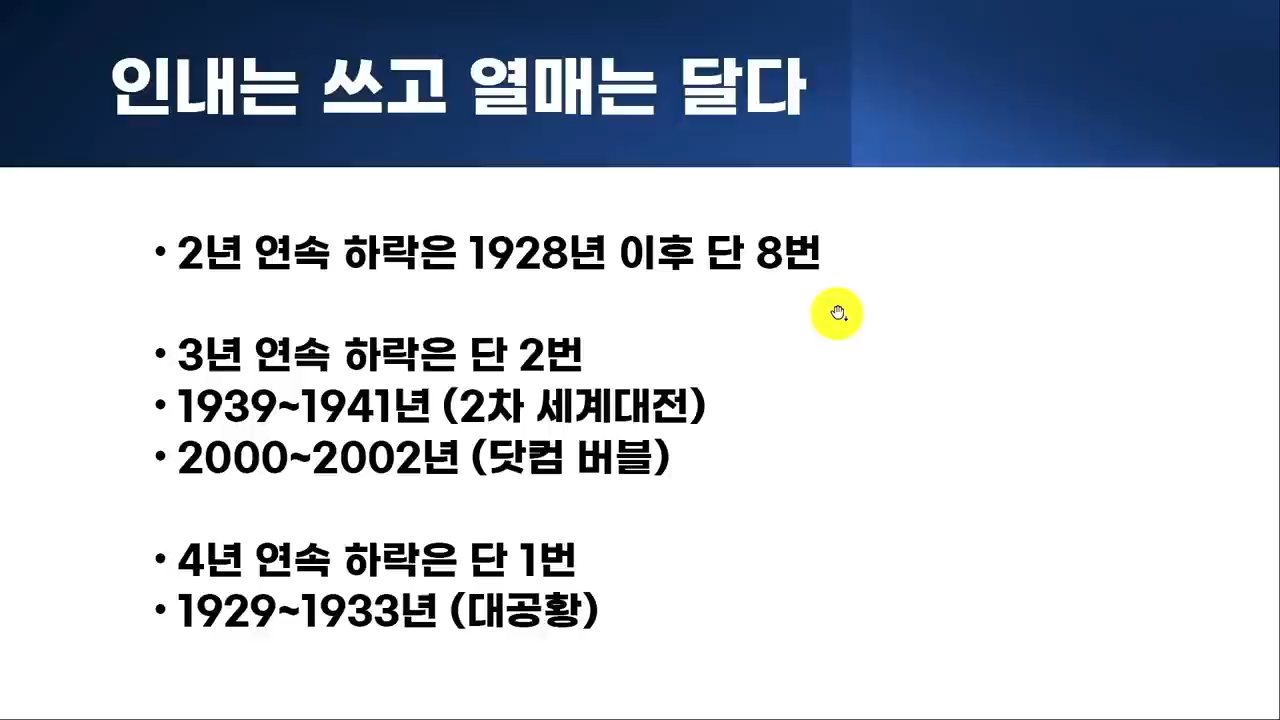 인내는 쓰고 열매는 달다
• 2년 연속 하락은 1928년 이후 단 8번
• 3년 연속 하락은 단 2번
• 1939~1941년 (2차 세계대전)
• 2000~2002년 (닷컴 버블)
• 4년 연속 하락은 단 1번
• 1929~1933년 (대공황)